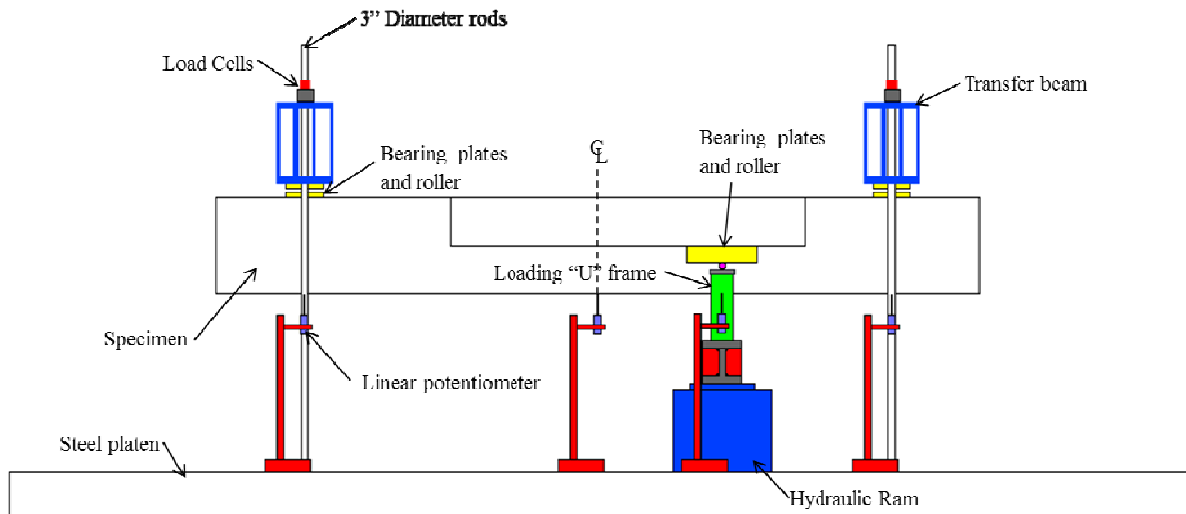 3” Diameter rods
Load Cells
Transfer beam
Bearing plates
and roller
Bearing plates
and roller
CL
Loading “U” frame
Specimen
Linear potentiometer
Steel platen
Hydraulic Ram